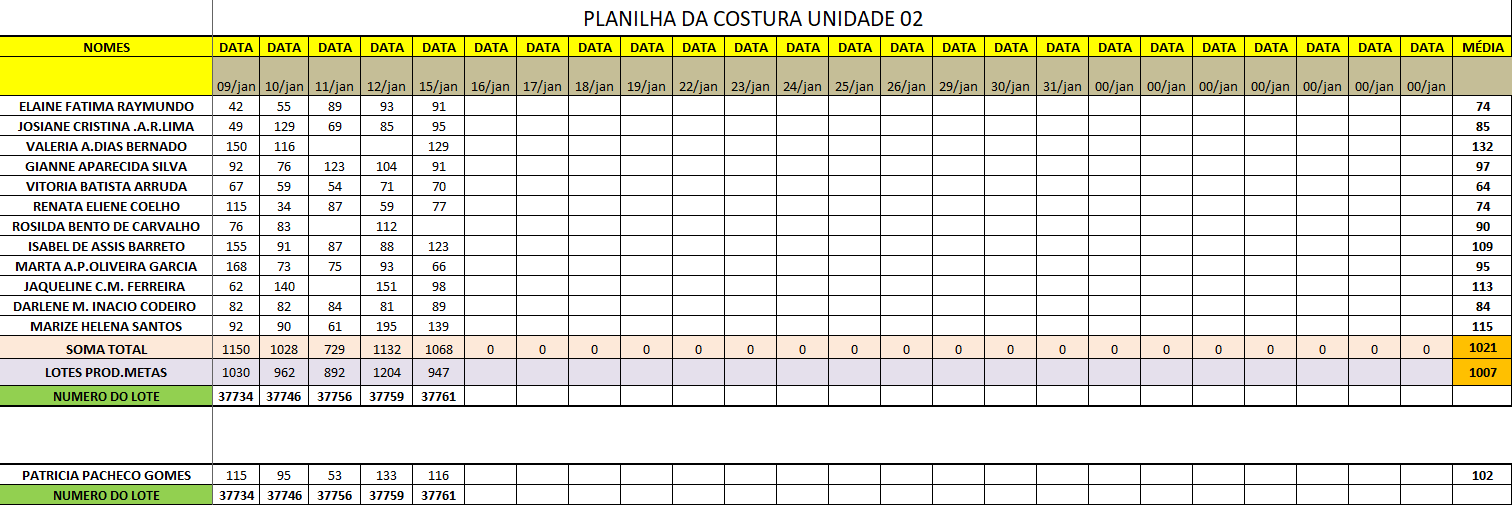 PLANILHA DA COSTURA UNIDADE 02
NOMES DATA DATA DATA DATA DATA DATA DATA DATA DATA DATA DATA DATA DATA DATA DATA DATA DATA DATA DATA DATA DATA DATA DATA DATA MÉDIA
09/jan 10/jan 11/jan 12/jan 15/jan 16/jan 17/jan 18/jan 19/jan 22/jan 23/jan 24/jan 25/jan 26/jan 29/jan 30/jan 31/jan 00/jan 00/jan 00/jan 00/jan 00/jan 00/jan 00/jan
ELAINE FATIMA RAYMUNDO 42 55 89 93 91 74
JOSIANE CRISTINA .A.R.LIMA 49 129 69 85 95 85
VALERIA A.DIAS BERNADO 150 116 129 132
GIANNE APARECIDA SILVA 92 76 123 104 91 97
VITORIA BATISTA ARRUDA 67 59 54 71 70 64
RENATA ELIENE COELHO 115 34 87 59 77 74
ROSILDA BENTO DE CARVALHO 76 83 112 90
ISABEL DE ASSIS BARRETO 155 91 87 88 123 109
MARTA A.P.OLIVEIRA GARCIA 168 73 75 93 66 95
JAQUELINE C.M. FERREIRA 62 140 151 98 113
DARLENE M. INACIO CODEIRO 82 82 84 81 89 84
MARIZE HELENA SANTOS 92 90 61 195 139 115
SOMA TOTAL 1150 1028 729 1132 1068 0 0 0 0 0 0 0 0 0 0 0 0 0 0 0 0 0 0 0 1021
LOTES PROD.METAS 1030 962 892 1204 947 1007
NUMERO DO LOTE 37734 37746 37756 37759 37761
PATRICIA PACHECO GOMES 115 95 53 133 116 102
NUMERO DO LOTE 37734 37746 37756 37759 37761